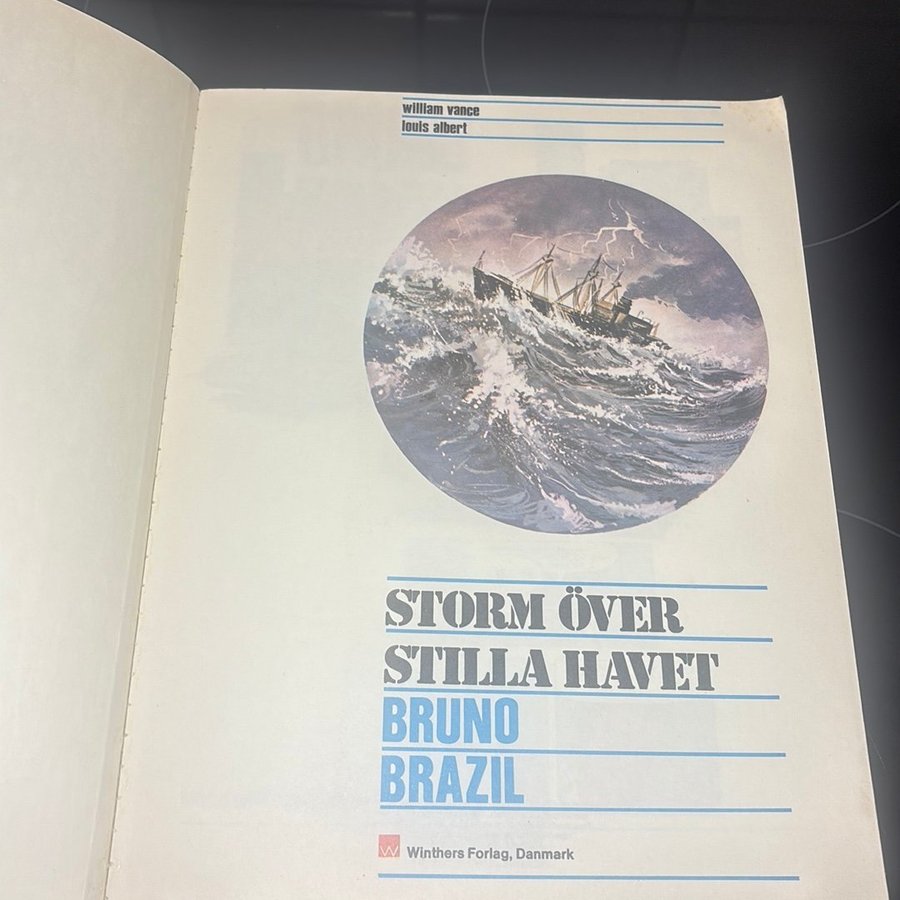 william vance
louis albert
STORM ÖVER
STILLA HAVET
BRUNO
BRAZIL
W Winthers Forlag, Danmark